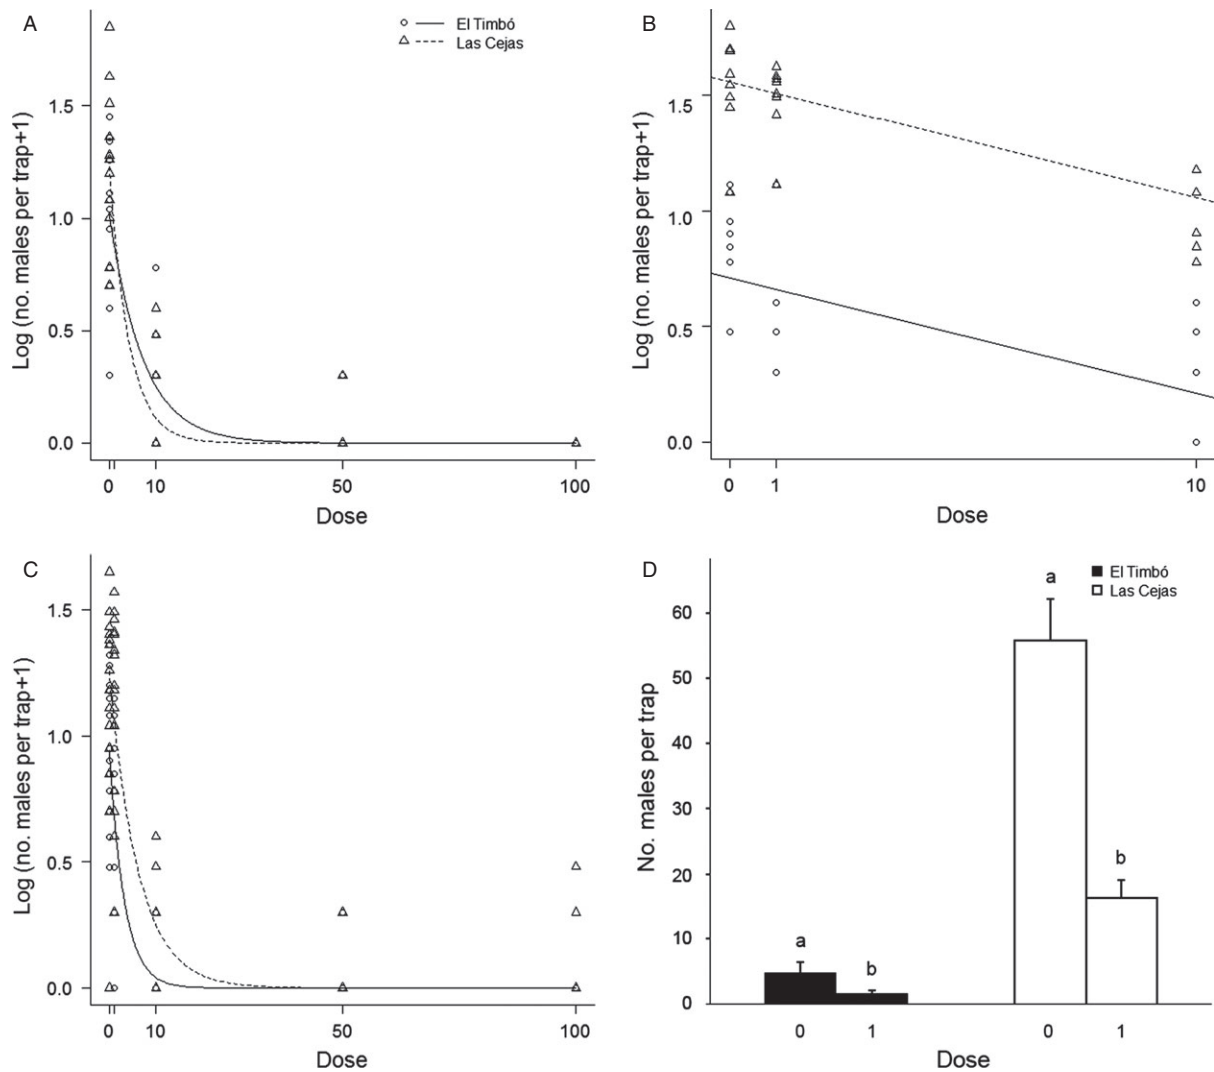 A
El Timbó
Las Cejas
Log (no. males per trap+1)
1.5
1.0
0.5
0.0
0 10 50 100
Dose
B
Log (no. males per trap+1)
1.5
1.0
0.5
0.0
0 1 10
Dose
C
Log (no. males per trap+1)
1.5
1.0
0.5
0.0
0 10 50 100
Dose
D
El Timbó
Las Cejas
No. males per trap
60
50
40
30
20
10
0
a
b
a
b
0 1 0 1
Dose